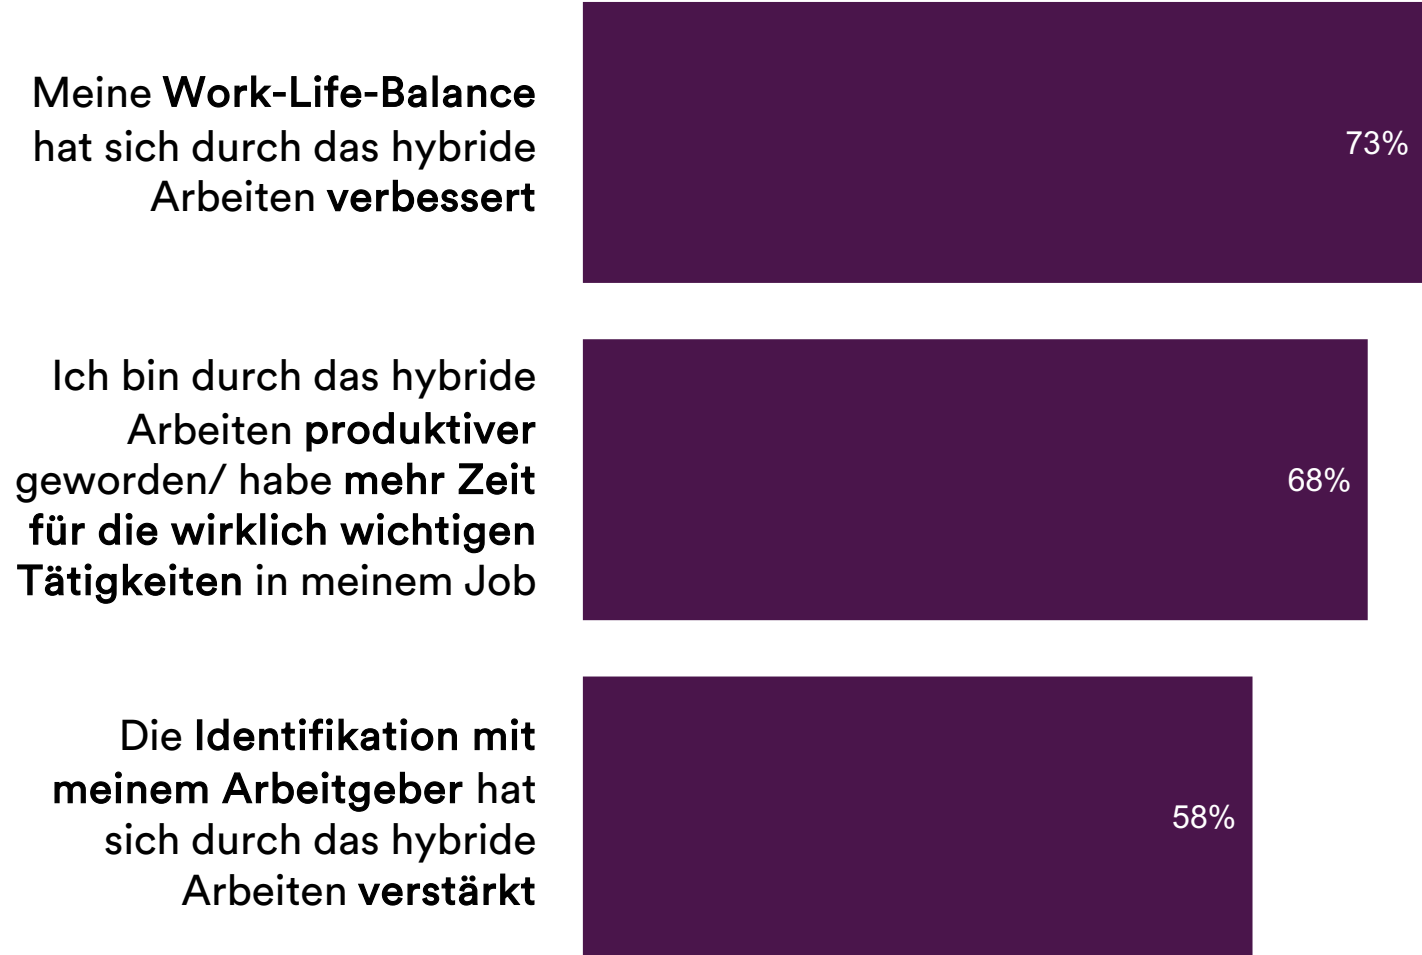 Meine Work-Life-Balance
hat sich durch das hybride
Arbeiten verbessert
73%
Ich bin durch das hybride
Arbeiten produktiver
geworden/ habe mehr Zeit
für die wirklich wichtigen
Tätigkeiten in meinem Job
68%
Die Identifikation mit
meinem Arbeitgeber hat
sich durch das hybride
Arbeiten verstärkt
58%